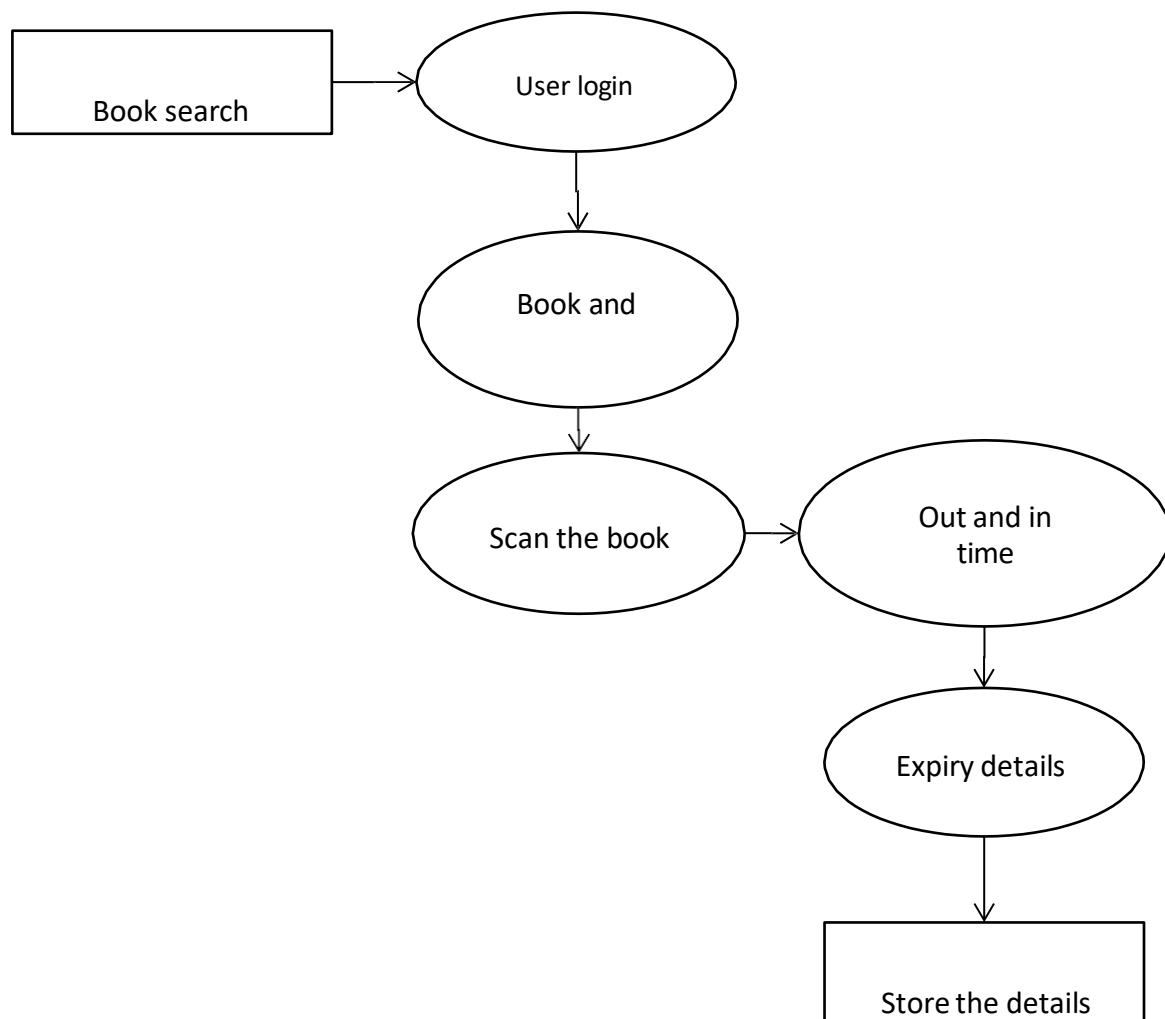 Book search
User login
Book and
Scan the book
Out and in
time
Expiry details
Store the details